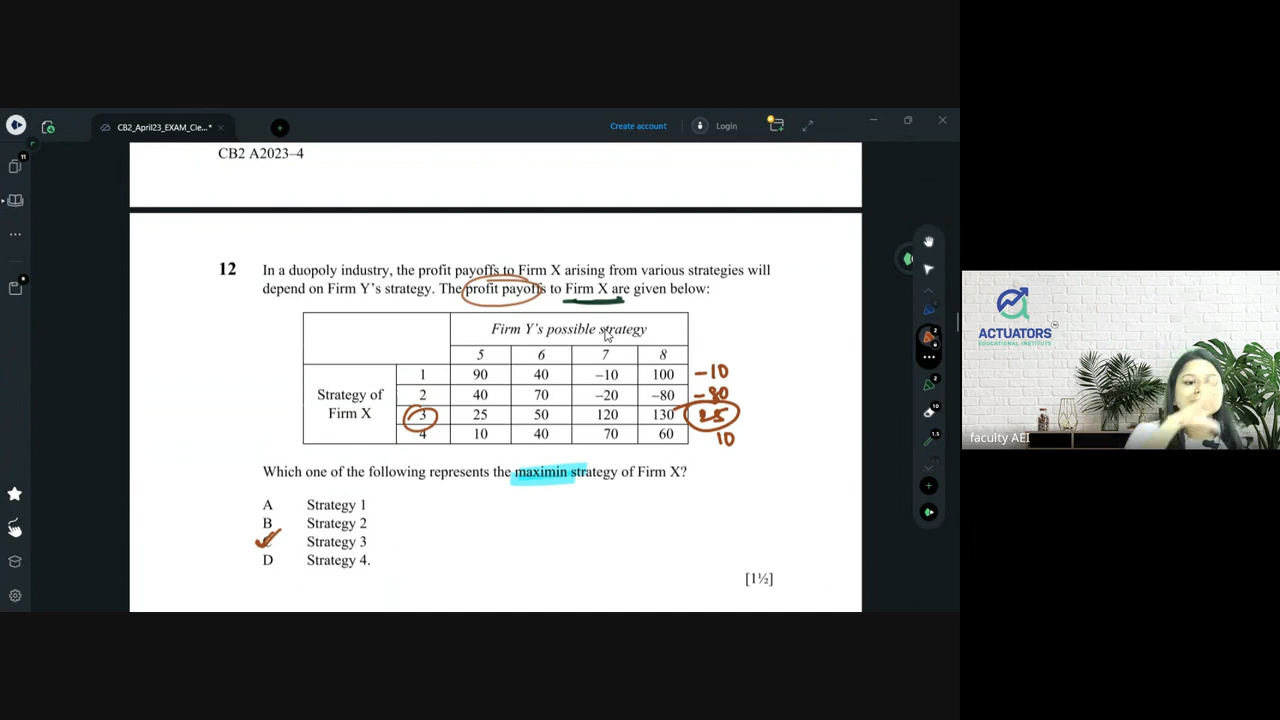 CB2_April23_EXAM_Cle...*
Create account
Login
CB2 A2023–4
12 In a duopoly industry, the profit payoffs to Firm X arising from various strategies will
depend on Firm Y's strategy. The profit payoffs to Firm X are given below:
Firm Y's possible strategy
5 6 7 8
1 90 40 –10 100 -10
Strategy of Firm X
2 40 70 –20 –80 -80
3 25 50 120 130 25
4 10 40 70 60 10
Which one of the following represents the maximin strategy of Firm X?
A Strategy 1
B Strategy 2
Strategy 3
D Strategy 4.
[1½]
ACTUATORS
EDUCATIONAL INSTITUTE
faculty AEI